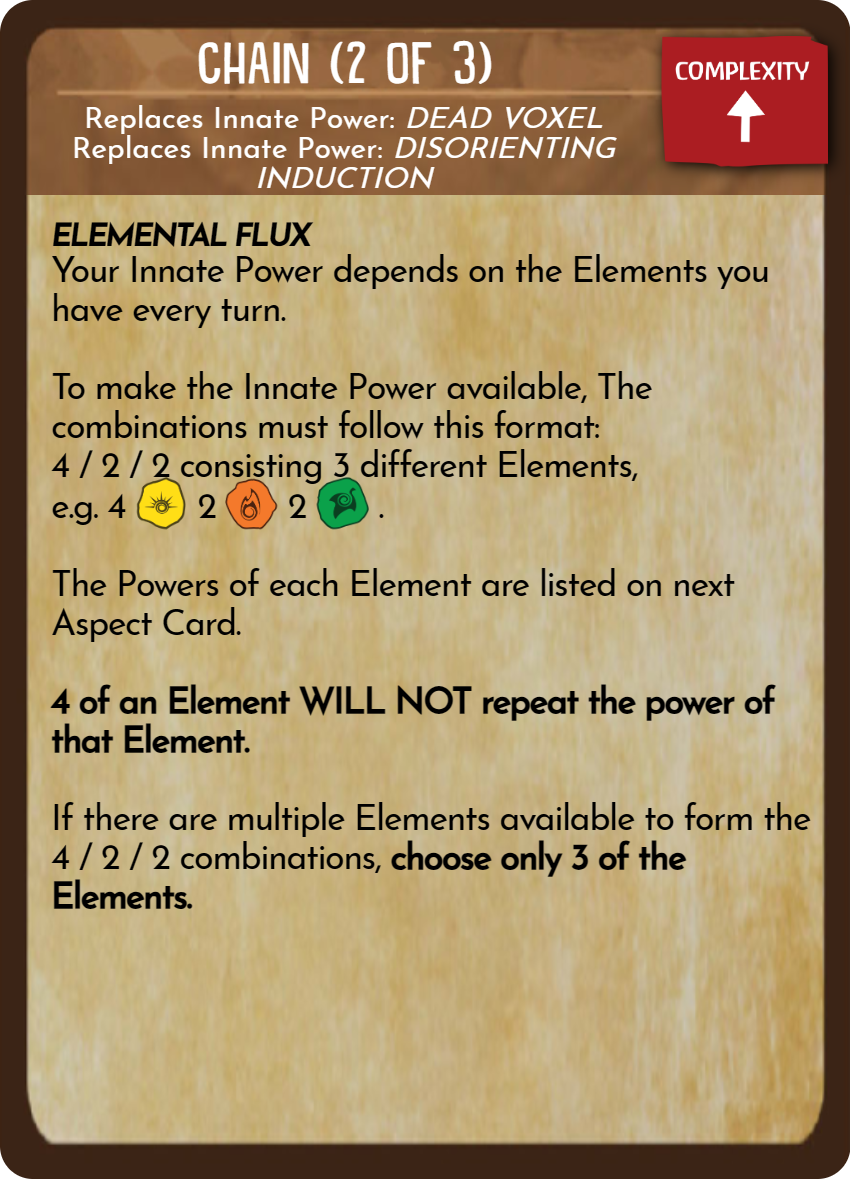 CHAIN (2 OF 3)
COMPLEXITY
Replaces Innate Power: DEAD VOXEL
Replaces Innate Power: DISORIENTING
INDUCTION
ELEMENTAL FLUX
Your Innate Power depends on the Elements you
have every turn.
To make the Innate Power available, The
combinations must follow this format:
4 / 2 / 2 consisting 3 different Elements,
e.g. 4 2 2 .
The Powers of each Element are listed on next
Aspect Card.
4 of an Element WILL NOT repeat the power of
that Element.
If there are multiple Elements available to form the
4 / 2 / 2 combinations, choose only 3 of the
Elements.